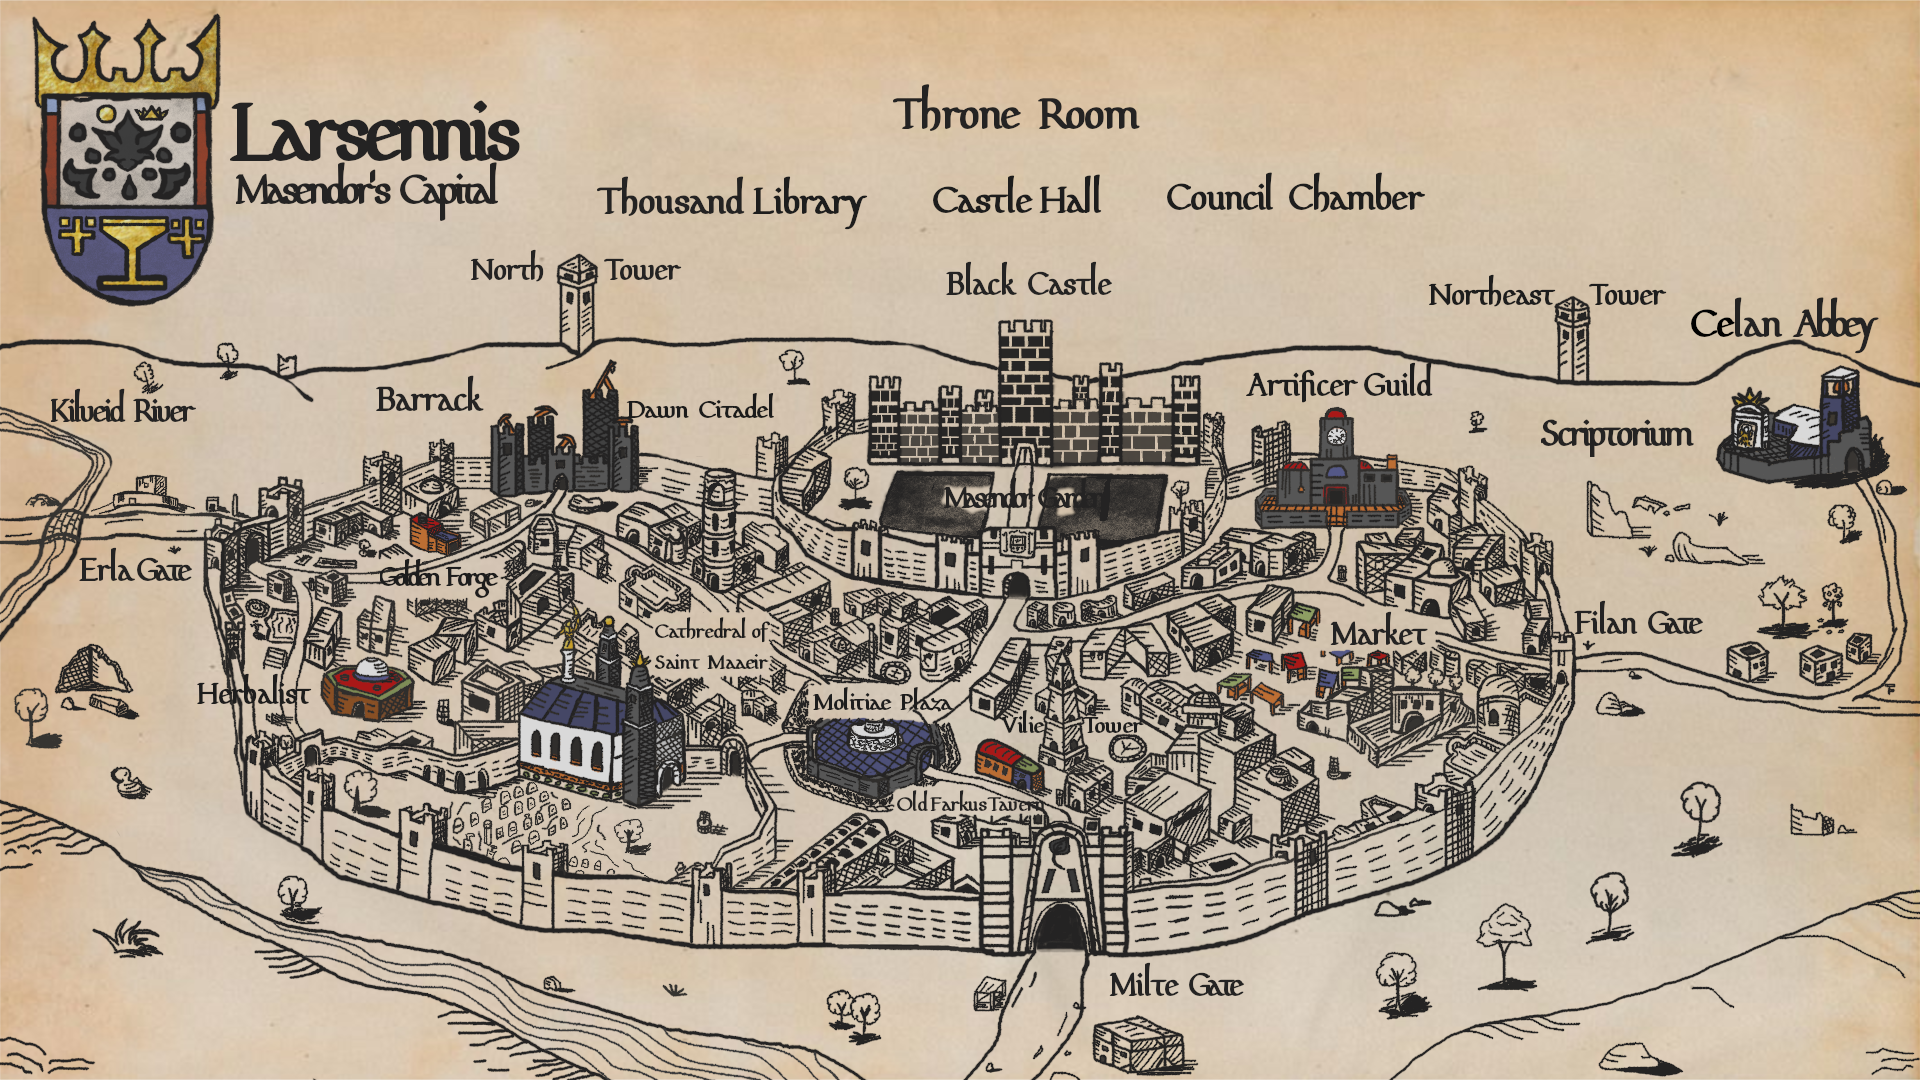 Larsennis
Masendor's Capital
Throne Room
Thousand Library
Castle Hall
Council Chamber
North Tower
Black Castle
Northeast Tower
Celan Abbey
Kilveid River
Barrack
Dawn Citadel
Artificer Guild
Scriptorium
Masendor Garden
Erla Gate
Golden Forge
Cathredral of
Saint Maaeir
Market
Filan Gate
Herbalist
Molitiae Plaza
Vilie Tower
Old Farkus Tavern
Milte Gate